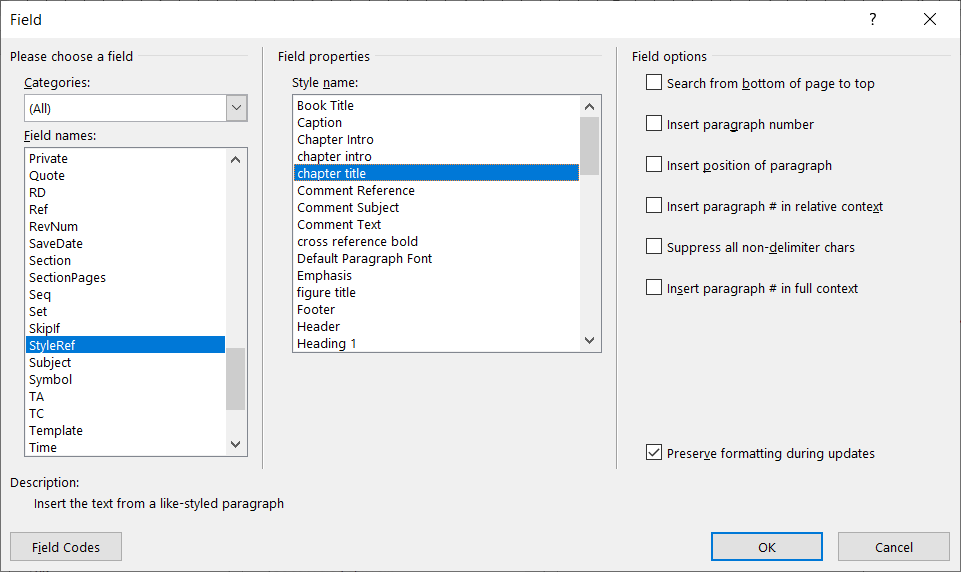 Field
?
Please choose a field
Categories:
(All)
Field names:
Private
Quote
RD
Ref
RevNum
SaveDate
Section
SectionPages
Seq
Set
SkipIf
StyleRef
Subject
Symbol
TA
TC
Template
Time
Field properties
Style name:
Book Title
Caption
Chapter Intro
chapter intro
chapter title
Comment Reference
Comment Subject
Comment Text
cross reference bold
Default Paragraph Font
Emphasis
figure title
Footer
Header
Heading 1
Field options
Search from bottom of page to top
Insert paragraph number
Insert position of paragraph
Insert paragraph # in relative context
Suppress all non-delimiter chars
Insert paragraph # in full context
Preserve formatting during updates
Description:
Insert the text from a like-styled paragraph
Field Codes
OK
Cancel